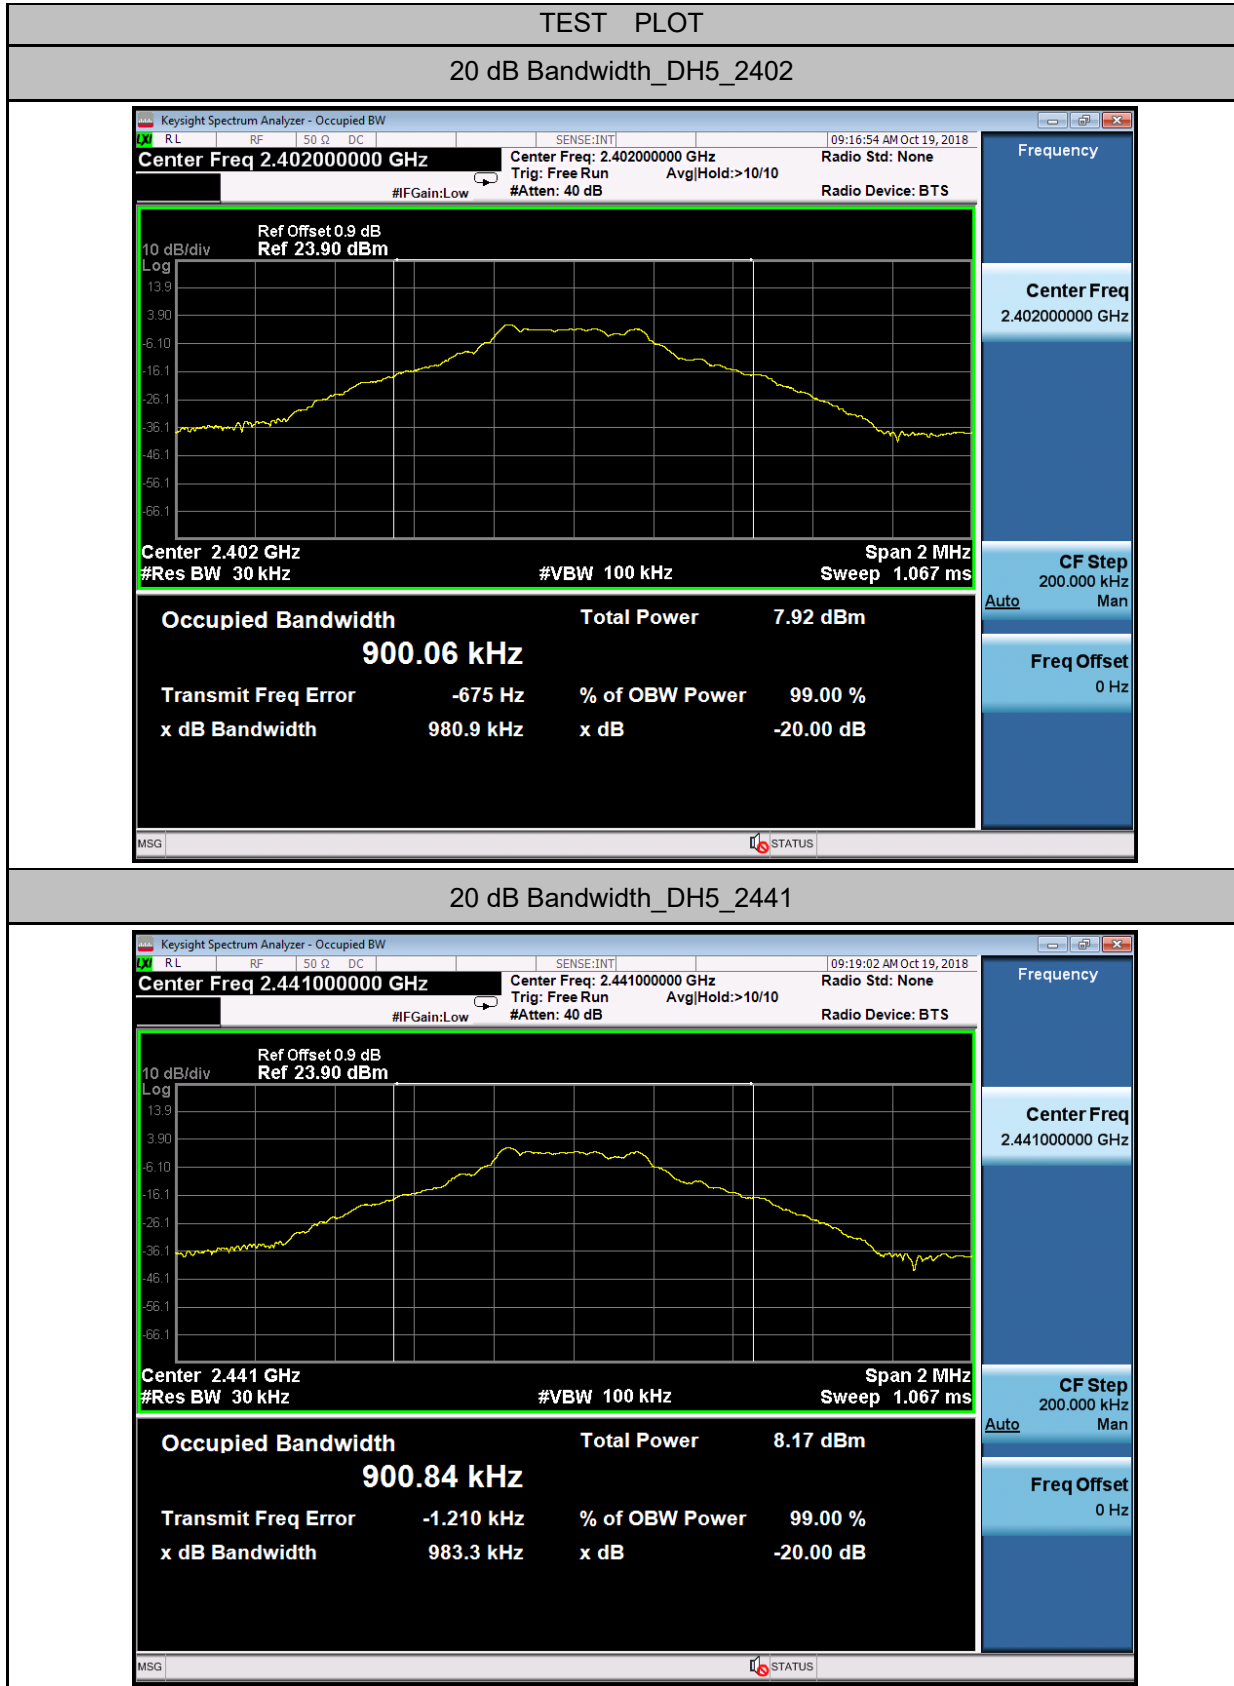 TEST PLOT
20 dB Bandwidth_DH5_2402
Keysight Spectrum Analyzer - Occupied BW
LXI RL RF 50 Ω DC SENSE:INT 09:16:54 AM Oct 19, 2018
Center Freq 2.402000000 GHz
Center Freq: 2.402000000 GHz Radio Std: None
Trig: Free Run Avg|Hold:>10/10
#IFGain:Low #Atten: 40 dB Radio Device: BTS
Frequency
Ref Offset 0.9 dB
10 dB/div Ref 23.90 dBm
Log
13.9
3.90
-6.10
-16.1
-26.1
-36.1
-46.1
-56.1
-66.1
Center 2.402 GHz Span 2 MHz
#Res BW 30 kHz #VBW 100 kHz Sweep 1.067 ms
Center Freq
2.402000000 GHz
CF Step
200.000 kHz
Auto Man
Freq Offset
0 Hz
Occupied Bandwidth Total Power 7.92 dBm
900.06 kHz
Transmit Freq Error -675 Hz % of OBW Power 99.00 %
x dB Bandwidth 980.9 kHz x dB -20.00 dB
MSG STATUS
20 dB Bandwidth_DH5_2441
Keysight Spectrum Analyzer - Occupied BW
LXI RL RF 50 Ω DC SENSE:INT 09:19:02 AM Oct 19, 2018
Center Freq 2.441000000 GHz
Center Freq: 2.441000000 GHz Radio Std: None
Trig: Free Run Avg|Hold:>10/10
#IFGain:Low #Atten: 40 dB Radio Device: BTS
Frequency
Ref Offset 0.9 dB
10 dB/div Ref 23.90 dBm
Log
13.9
3.90
-6.10
-16.1
-26.1
-36.1
-46.1
-56.1
-66.1
Center 2.441 GHz Span 2 MHz
#Res BW 30 kHz #VBW 100 kHz Sweep 1.067 ms
Center Freq
2.441000000 GHz
CF Step
200.000 kHz
Auto Man
Freq Offset
0 Hz
Occupied Bandwidth Total Power 8.17 dBm
900.84 kHz
Transmit Freq Error -1.210 kHz % of OBW Power 99.00 %
x dB Bandwidth 983.3 kHz x dB -20.00 dB
MSG STATUS